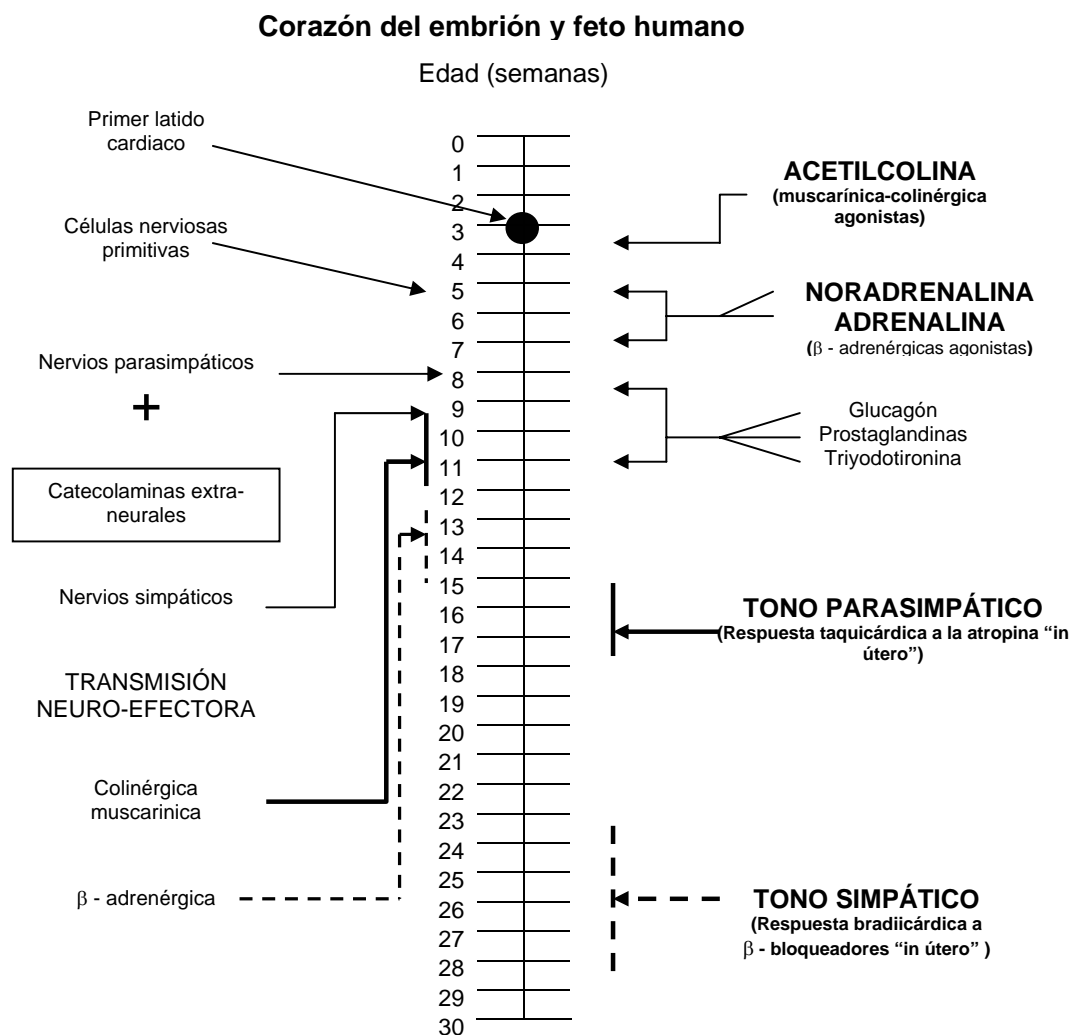 Corazón del embrión y feto humano
Edad (semanas)
Primer latido
cardiaco
Células nerviosas
primitivas
Nervios parasimpáticos
+
Catecolaminas extra-
neurales
Nervios simpáticos
TRANSMISIÓN
NEURO-EFECTORA
Colinérgica
muscarinica
β - adrenérgica
0
1
2
3
4
5
6
7
8
9
10
11
12
13
14
15
16
17
18
19
20
21
22
23
24
25
26
27
28
29
30
ACETILCOLINA
(muscarínica-colinérgica
agonistas)
NORADRENALINA
ADRENALINA
(β - adrenérgicas agonistas)
Glucagón
Prostaglandinas
Triyodotironina
TONO PARASIMPÁTICO
(Respuesta taquicárdica a la atropina “in
útero”)
TONO SIMPÁTICO
(Respuesta bradiicárdica a
β - bloqueadores “in útero” )